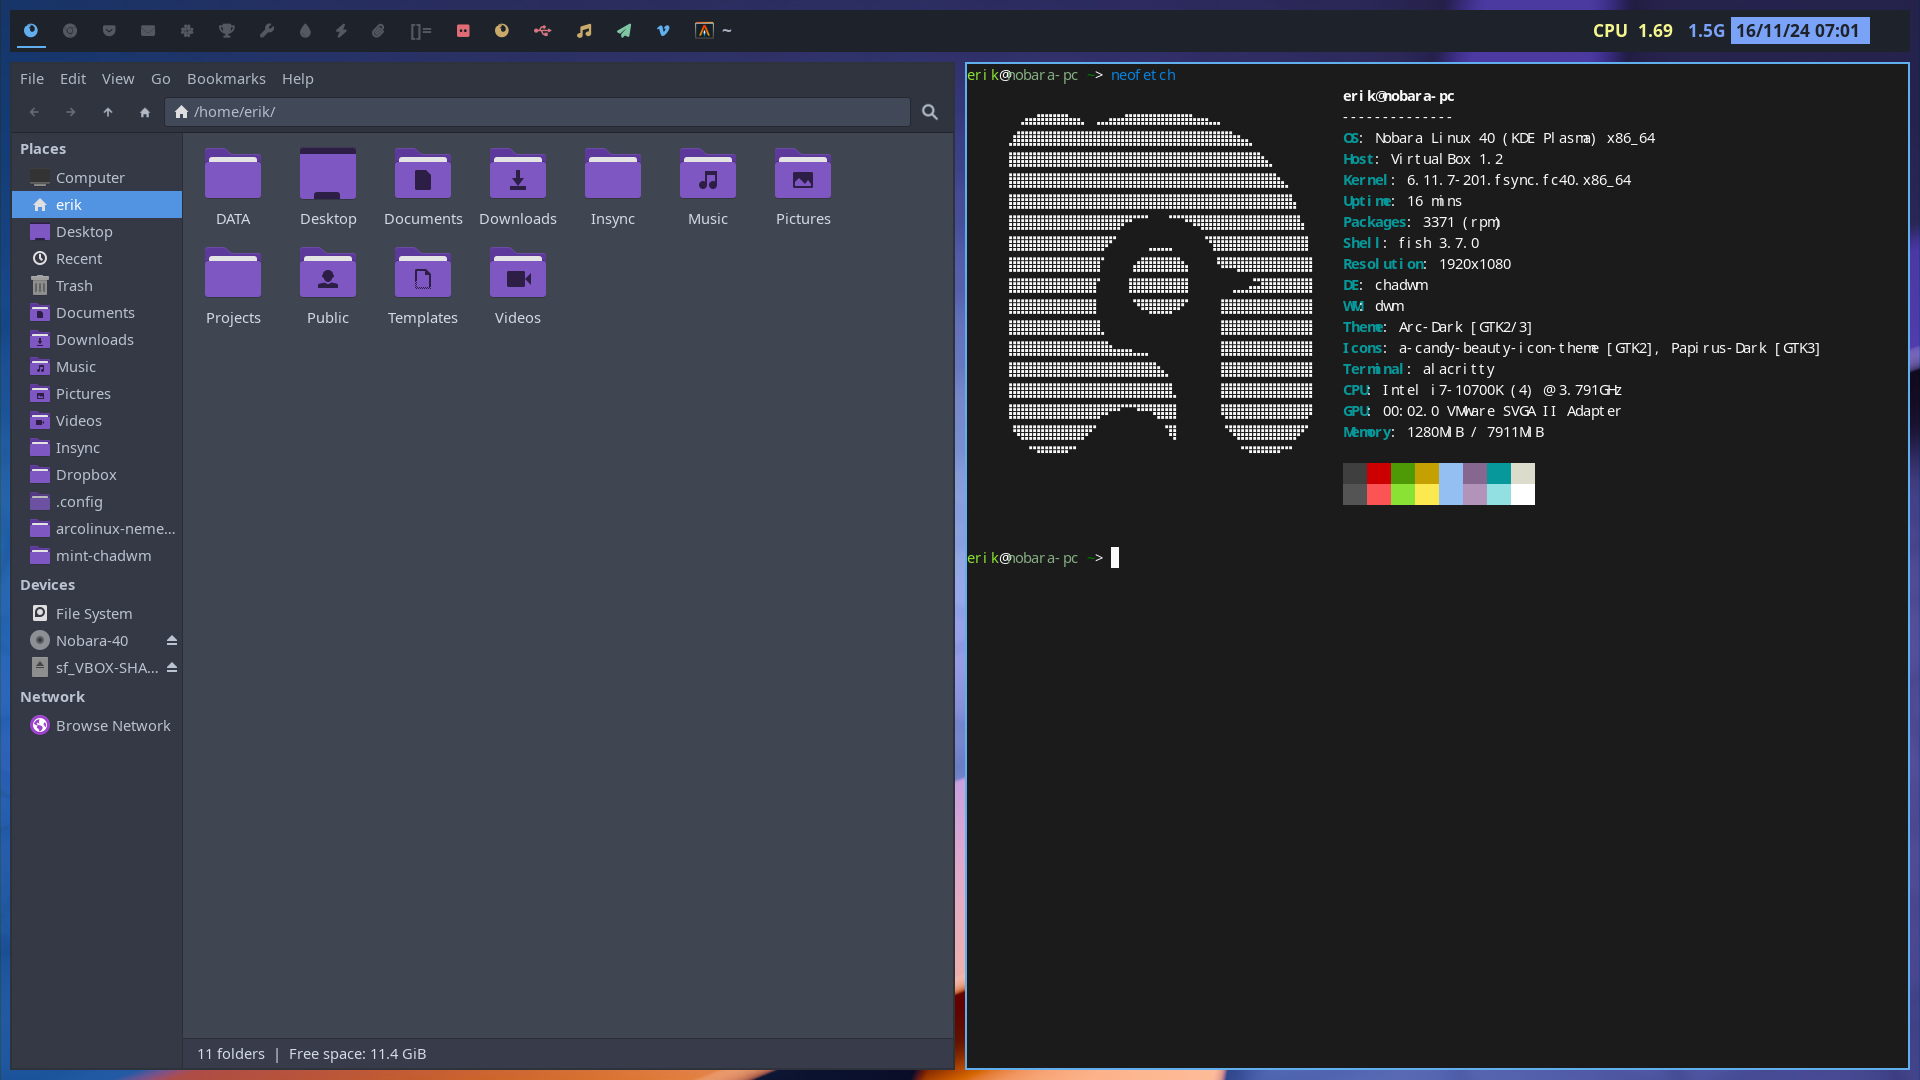 []= ~
CPU 1.69 1.5G 16/11/24 07:01
File Edit View Go Bookmarks Help
/home/erik/
Places
Computer
erik
Desktop
Recent
Trash
Documents
Downloads
Music
Pictures
Videos
Insync
Dropbox
.config
arcolinux-neme...
mint-chadwm
Devices
File System
Nobara-40
sf_VBOX-SHA...
Network
Browse Network
DATA Desktop Documents Downloads Insync Music Pictures
Projects Public Templates Videos
11 folders | Free space: 11.4 GiB
erik@nobara-pc ~> neofetch
erik@nobara-pc
--------------
OS: Nobara Linux 40 (KDE Plasma) x86_64
Host: VirtualBox 1.2
Kernel: 6.11.7-201.fsync.fc40.x86_64
Uptime: 16 mins
Packages: 3371 (rpm)
Shell: fish 3.7.0
Resolution: 1920x1080
DE: chadwm
WM: dwm
Theme: Arc-Dark [GTK2/3]
Icons: a-candy-beauty-icon-theme [GTK2], Papirus-Dark [GTK3]
Terminal: alacritty
CPU: Intel i7-10700K (4) @ 3.791GHz
GPU: 00:02.0 VMware SVGA II Adapter
Memory: 1280MiB / 7911MiB
erik@nobara-pc ~>